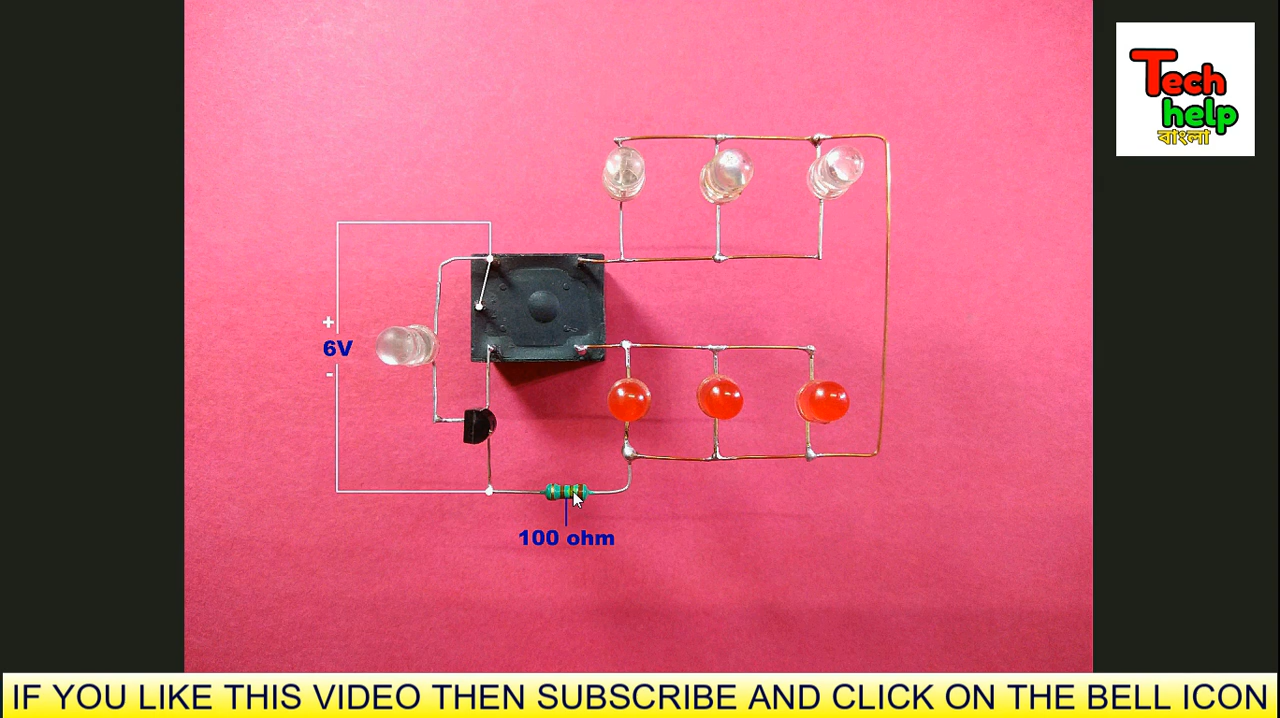 Tech
help
বাংলা
+
6V
-
100 ohm
IF YOU LIKE THIS VIDEO THEN SUBSCRIBE AND CLICK ON THE BELL ICON